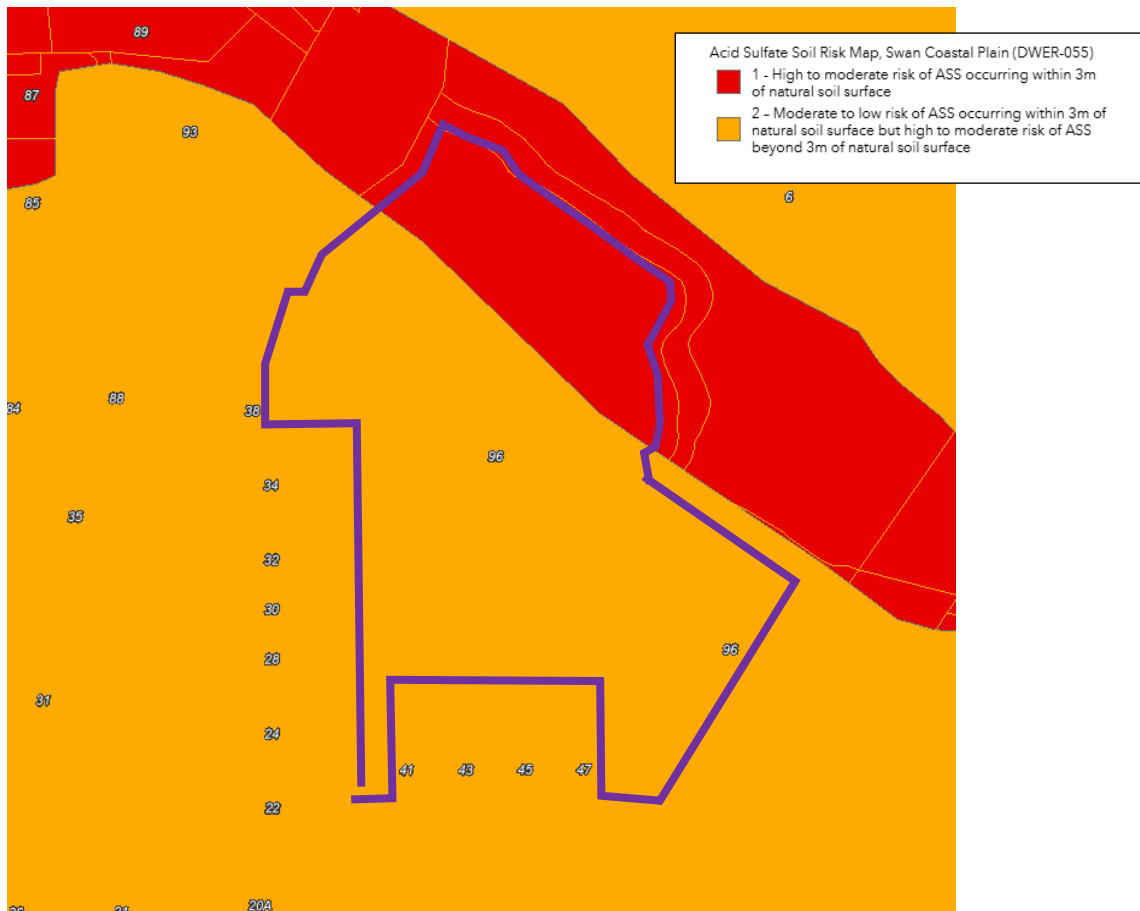 Acid Sulfate Soil Risk Map, Swan Coastal Plain (DWER-055)
1 - High to moderate risk of ASS occurring within 3m
of natural soil surface
2 – Moderate to low risk of ASS occurring within 3m of
natural soil surface but high to moderate risk of ASS
beyond 3m of natural soil surface
89
87
93
85
6
88
38
84
96
34
35
32
30
28
96
31
24
41 43 45 47
22
20A